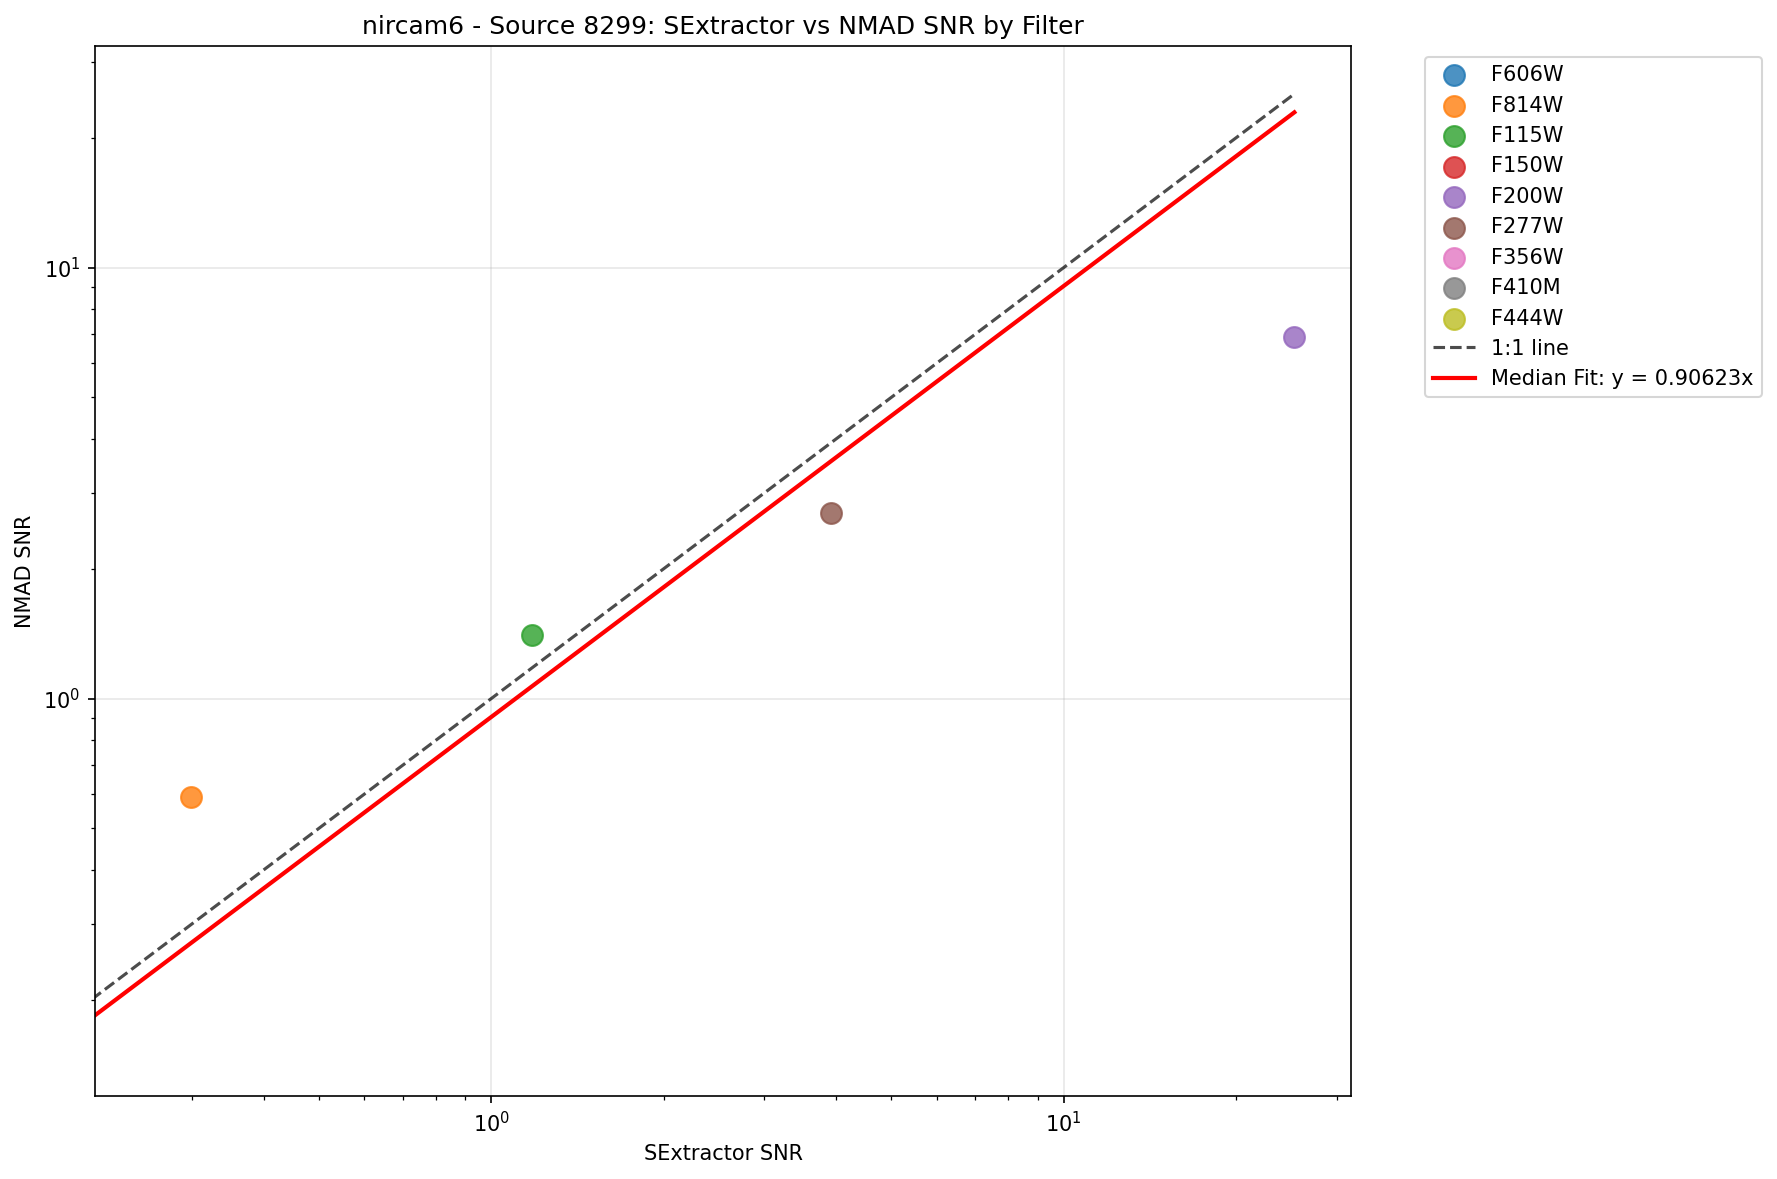 nircam6 - Source 8299: SExtractor vs NMAD SNR by Filter
F606W
F814W
F115W
F150W
F200W
F277W
F356W
F410M
F444W
1:1 line
Median Fit: y = 0.90623x
NMAD SNR
10¹
10⁰
10⁰
10¹
SExtractor SNR